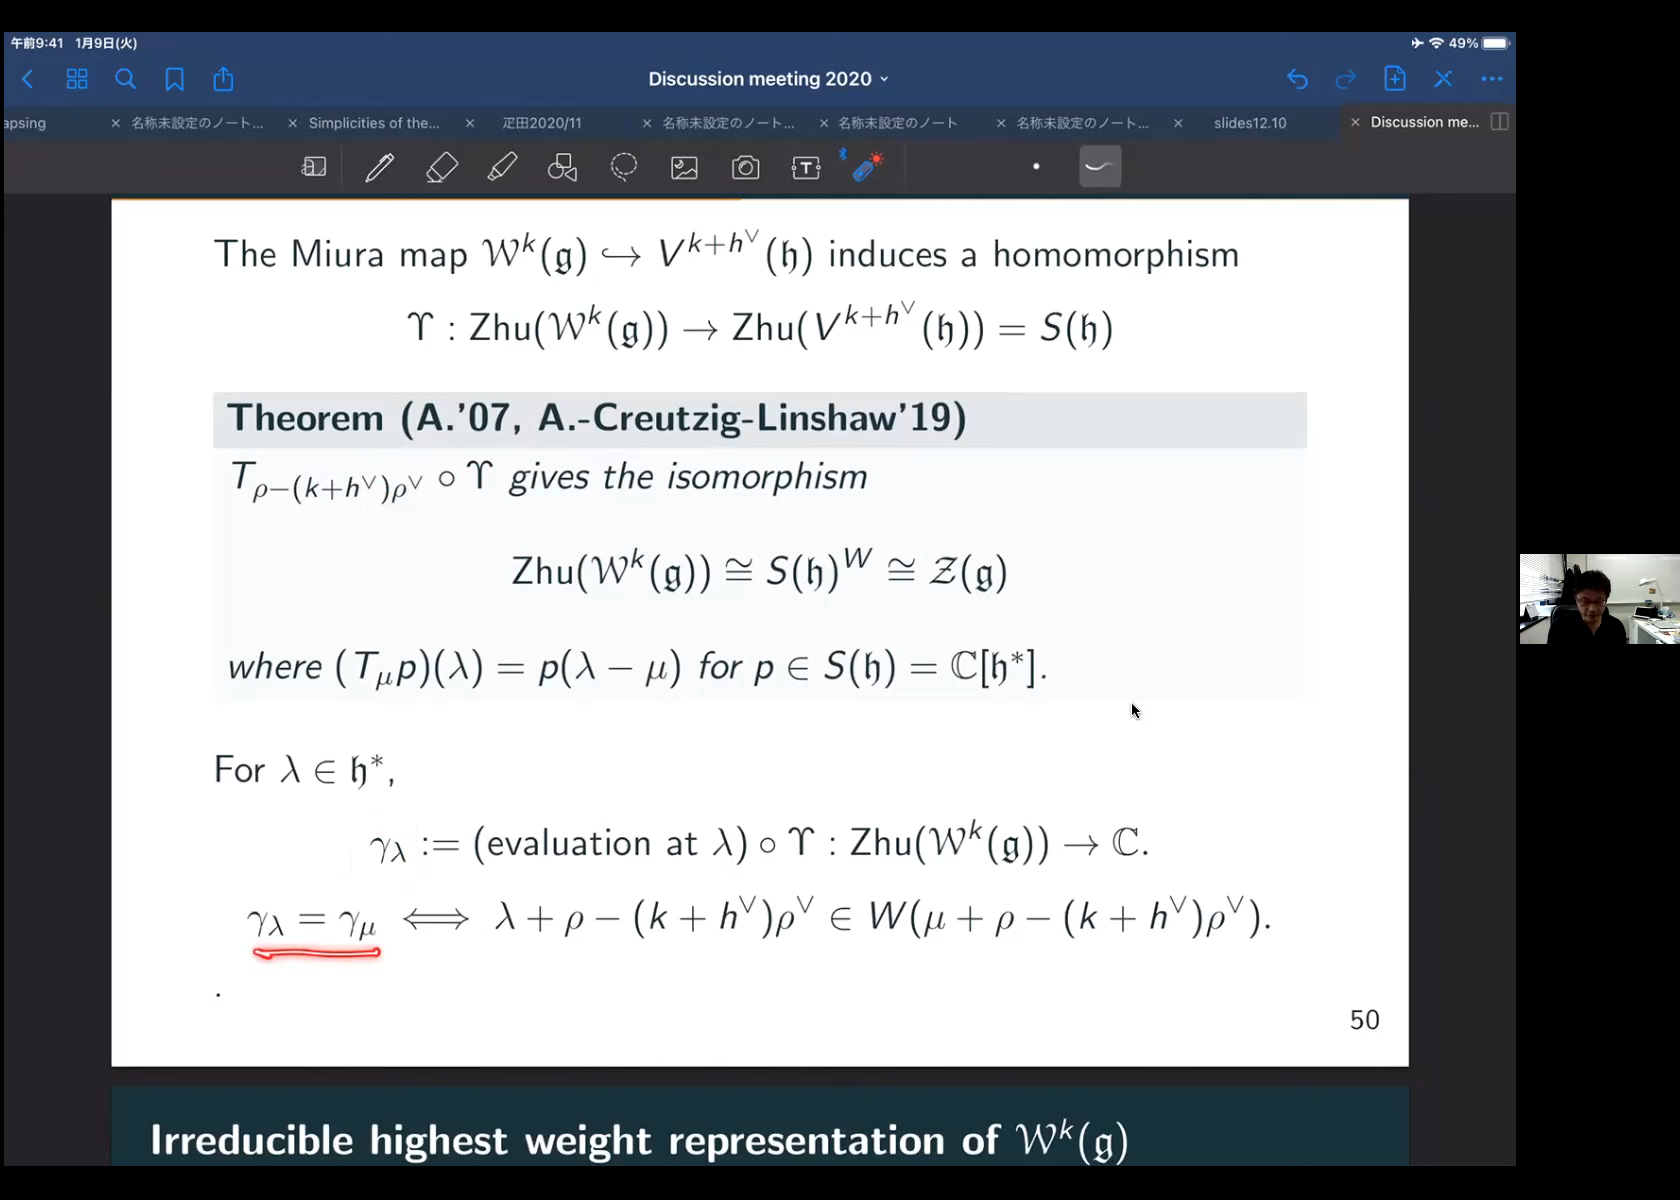 午前9:41 1月9日(火) 49%
Discussion meeting 2020
apsing × 名称未設定のノート... × Simplicities of the... × 疋田2020/11 × 名称未設定のノート... × 名称未設定のノート × 名称未設定のノート... × slides12.10 × Discussion me...
The Miura map 𝒲ᵏ(𝔤) ↪ V^{k+h^∨}(𝔥) induces a homomorphism
ϒ : Zhu(𝒲ᵏ(𝔤)) → Zhu(V^{k+h^∨}(𝔥)) = S(𝔥)
Theorem (A.'07, A.-Creutzig-Linshaw'19)
T_{ρ−(k+h^∨)ρ^∨} ∘ ϒ gives the isomorphism
Zhu(𝒲ᵏ(𝔤)) ≅ S(𝔥)^W ≅ 𝒵(𝔤)
where (T_μ p)(λ) = p(λ − μ) for p ∈ S(𝔥) = ℂ[𝔥*].
For λ ∈ 𝔥*,
γ_λ := (evaluation at λ) ∘ ϒ : Zhu(𝒲ᵏ(𝔤)) → ℂ.
γ_λ = γ_μ ⟺ λ + ρ − (k + h^∨)ρ^∨ ∈ W(μ + ρ − (k + h^∨)ρ^∨).
.
50
Irreducible highest weight representation of 𝒲ᵏ(𝔤)